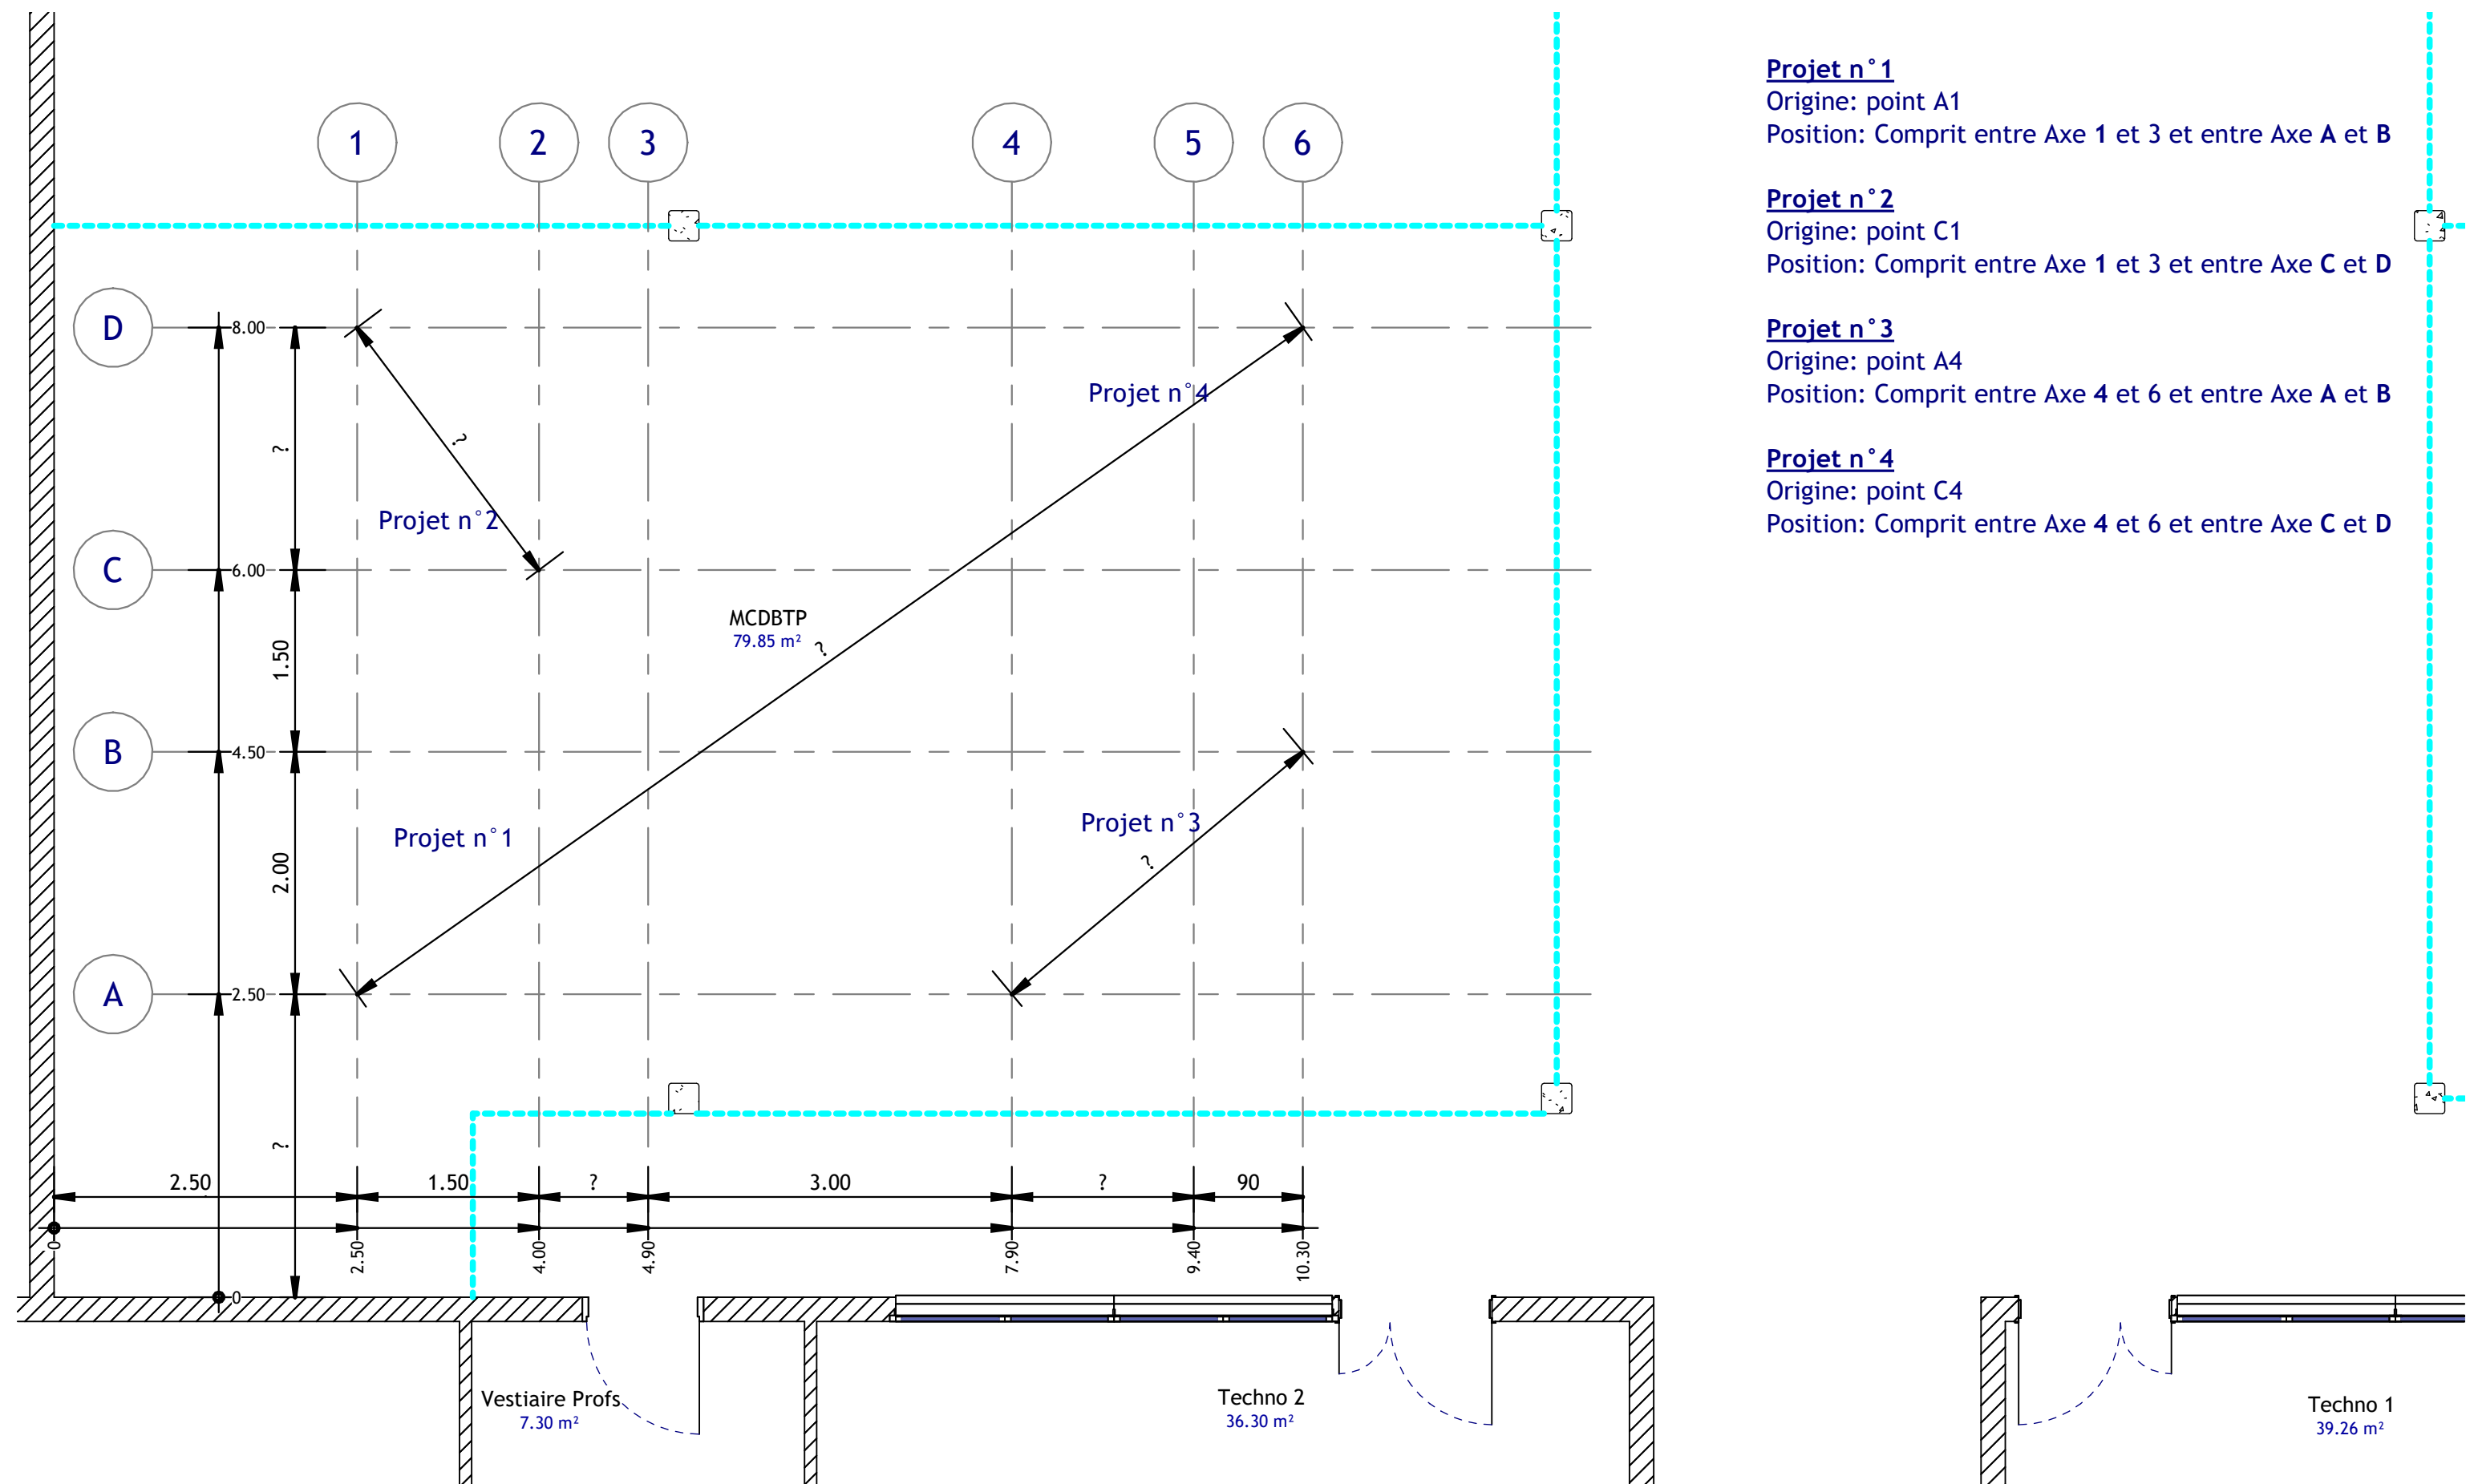 1
2
3
4
5
6
Projet n°1
Origine: point A1
Position: Comprit entre Axe 1 et 3 et entre Axe A et B
Projet n°2
Origine: point C1
Position: Comprit entre Axe 1 et 3 et entre Axe C et D
Projet n°3
Origine: point A4
Position: Comprit entre Axe 4 et 6 et entre Axe A et B
Projet n°4
Origine: point C4
Position: Comprit entre Axe 4 et 6 et entre Axe C et D
D
8.00
Projet n°4
?
?
Projet n°2
C
6.00
MCDBTP
79.85 m²
?
1.50
B
4.50
Projet n°3
?
Projet n°1
2.00
A
2.50
?
2.50
1.50
?
3.00
?
90
0
2.50
4.00
4.90
7.90
9.40
10.30
0
Vestiaire Profs
7.30 m²
Techno 2
36.30 m²
Techno 1
39.26 m²